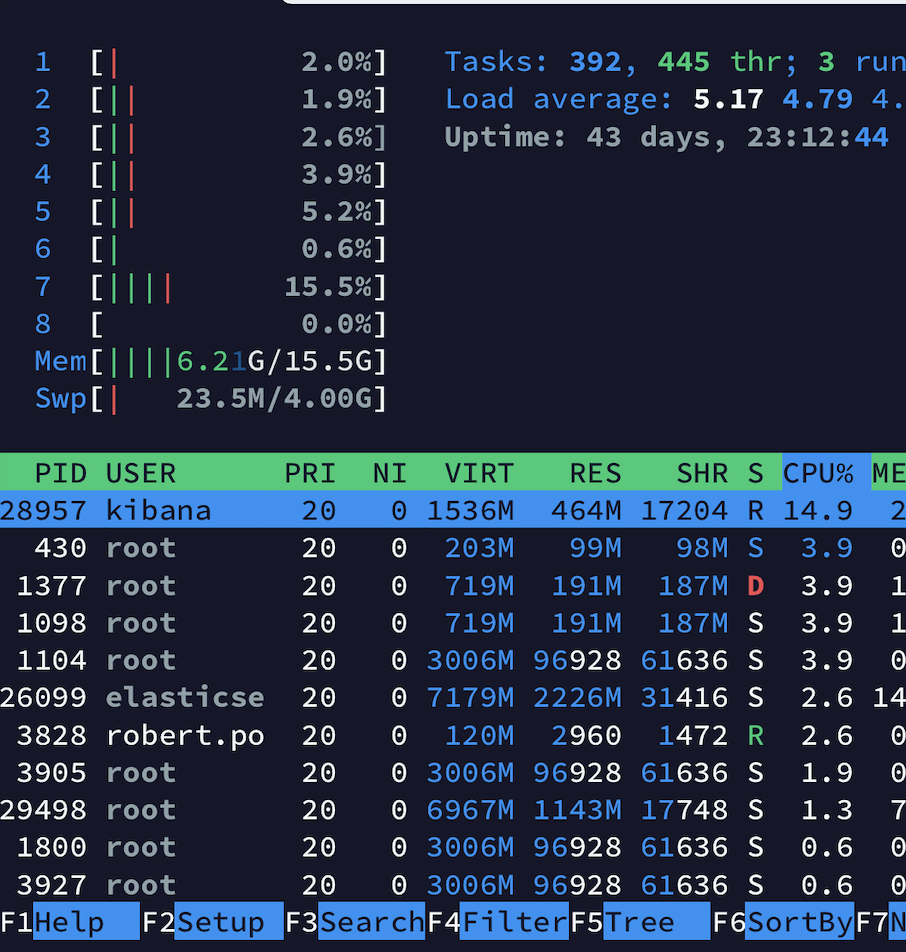 1 [| 2.0%]
2 [|| 1.9%]
3 [|| 2.6%]
4 [|| 3.9%]
5 [|| 5.2%]
6 [| 0.6%]
7 [|||| 15.5%]
8 [ 0.0%]
Mem[||||6.21G/15.5G]
Swp[| 23.5M/4.00G]
Tasks: 392, 445 thr; 3 run
Load average: 5.17 4.79 4.
Uptime: 43 days, 23:12:44
PID USER PRI NI VIRT RES SHR S CPU% ME
28957 kibana 20 0 1536M 464M 17204 R 14.9 2
430 root 20 0 203M 99M 98M S 3.9 0
1377 root 20 0 719M 191M 187M D 3.9 1
1098 root 20 0 719M 191M 187M S 3.9 1
1104 root 20 0 3006M 96928 61636 S 3.9 0
26099 elasticse 20 0 7179M 2226M 31416 S 2.6 14
3828 robert.po 20 0 120M 2960 1472 R 2.6 0
3905 root 20 0 3006M 96928 61636 S 1.9 0
29498 root 20 0 6967M 1143M 17748 S 1.3 7
1800 root 20 0 3006M 96928 61636 S 0.6 0
3927 root 20 0 3006M 96928 61636 S 0.6 0
F1Help F2Setup F3SearchF4FilterF5Tree F6SortByF7N